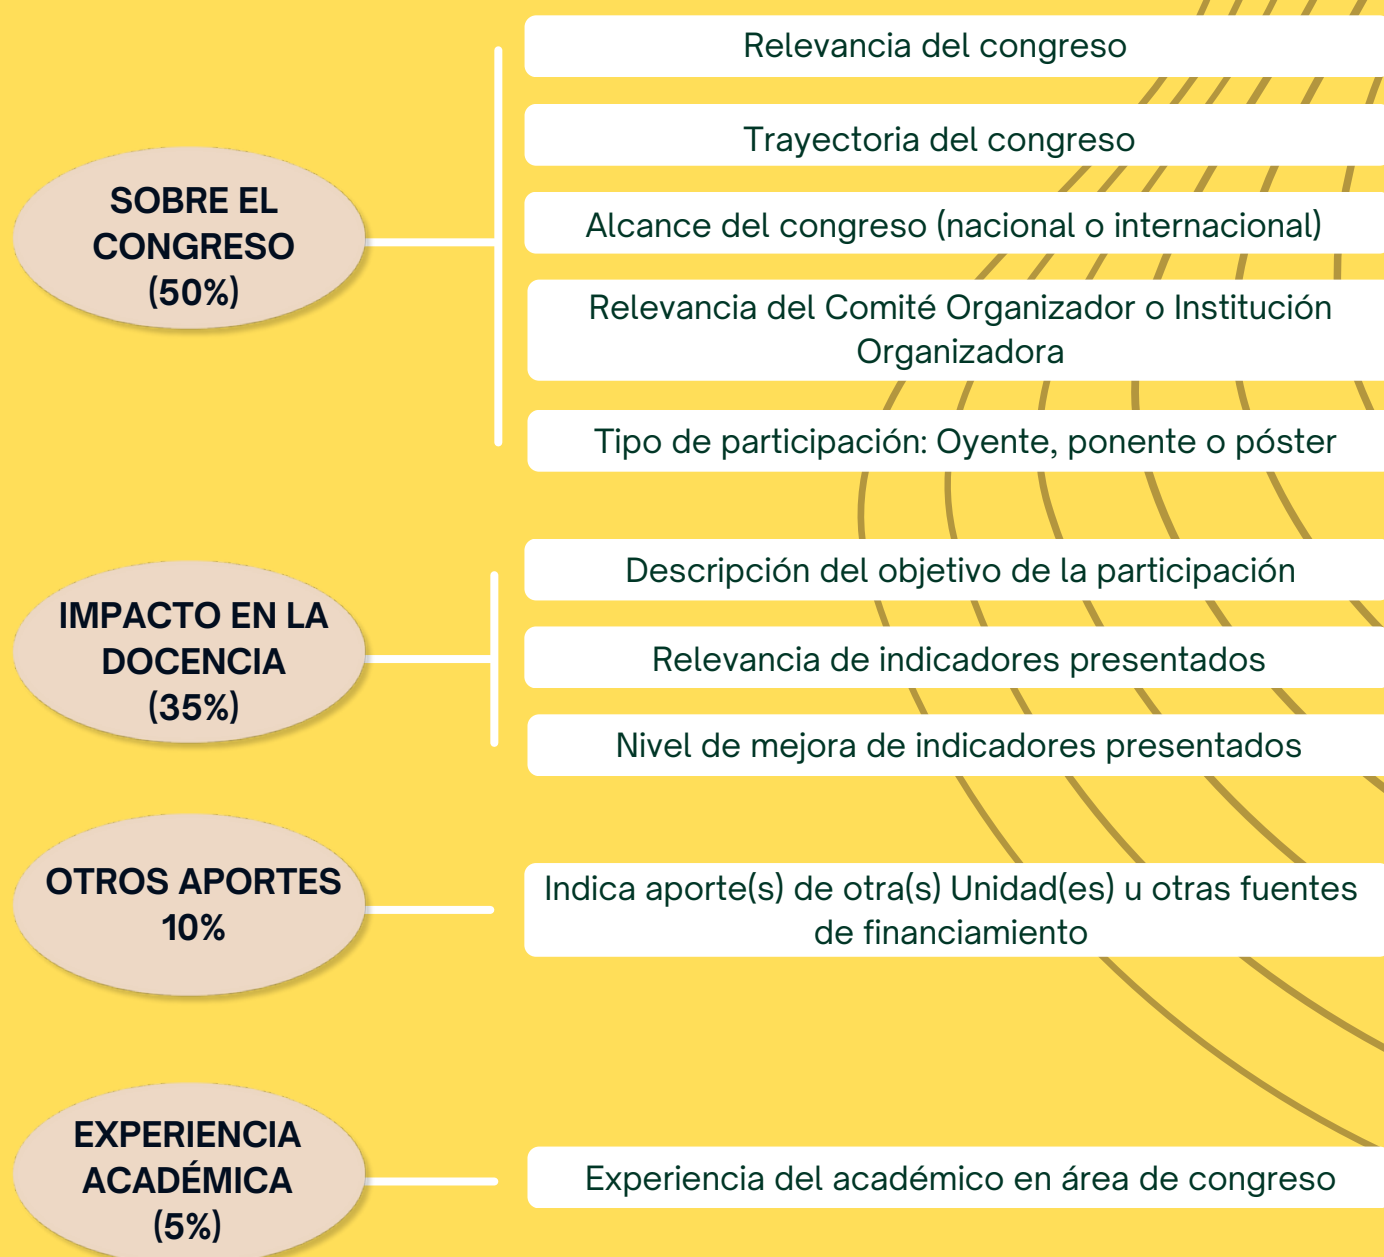 SOBRE EL
CONGRESO
(50%)
Relevancia del congreso
Trayectoria del congreso
Alcance del congreso (nacional o internacional)
Relevancia del Comité Organizador o Institución
Organizadora
Tipo de participación: Oyente, ponente o póster
IMPACTO EN LA
DOCENCIA
(35%)
Descripción del objetivo de la participación
Relevancia de indicadores presentados
Nivel de mejora de indicadores presentados
OTROS APORTES
10%
Indica aporte(s) de otra(s) Unidad(es) u otras fuentes
de financiamiento
EXPERIENCIA
ACADÉMICA
(5%)
Experiencia del académico en área de congreso